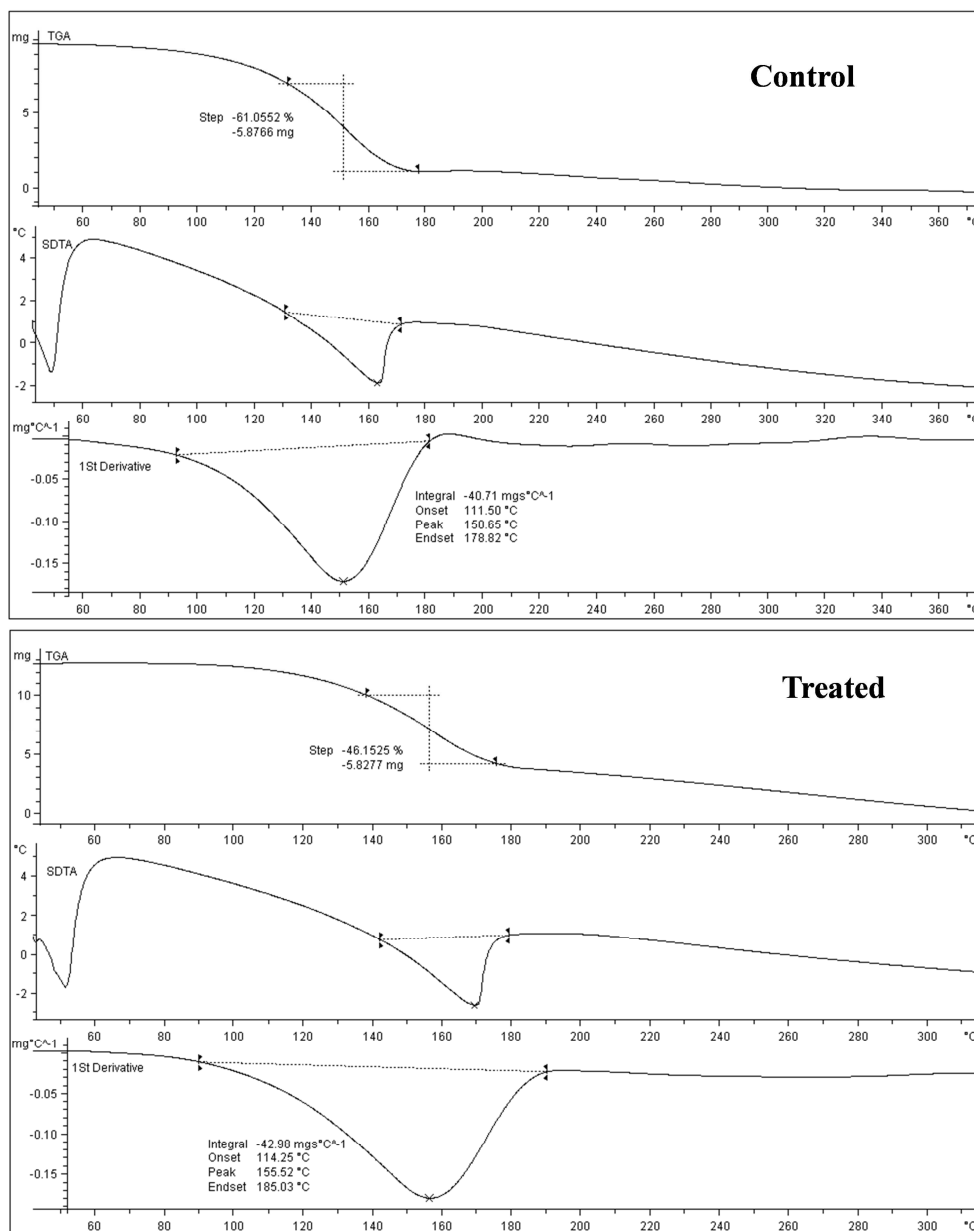 mg TGA
Control
5
0
Step -61.0552 %
-5.8766 mg
60 80 100 120 140 160 180 200 220 240 260 280 300 320 340 360 °C
°C
SDTA
4
2
0
-2
60 80 100 120 140 160 180 200 220 240 260 280 300 320 340 360 °C
mg°C^-1
1St Derivative
-0.05
-0.10
-0.15
Integral -40.71 mgs°C^-1
Onset 111.50 °C
Peak 150.65 °C
Endset 178.82 °C
60 80 100 120 140 160 180 200 220 240 260 280 300 320 340 360 °C
mg TGA
Treated
10
5
0
Step -46.1525 %
-5.8277 mg
60 80 100 120 140 160 180 200 220 240 260 280 300 °C
°C
SDTA
4
2
0
-2
60 80 100 120 140 160 180 200 220 240 260 280 300 °C
mg°C^-1
1St Derivative
-0.05
-0.10
-0.15
Integral -42.90 mgs°C^-1
Onset 114.25 °C
Peak 155.52 °C
Endset 185.03 °C
60 80 100 120 140 160 180 200 220 240 260 280 300 °C